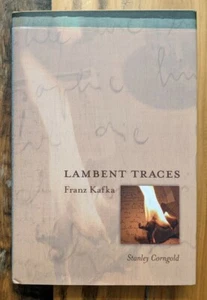 LAMBENT TRACES
Franz Kafka
Stanley Corngold